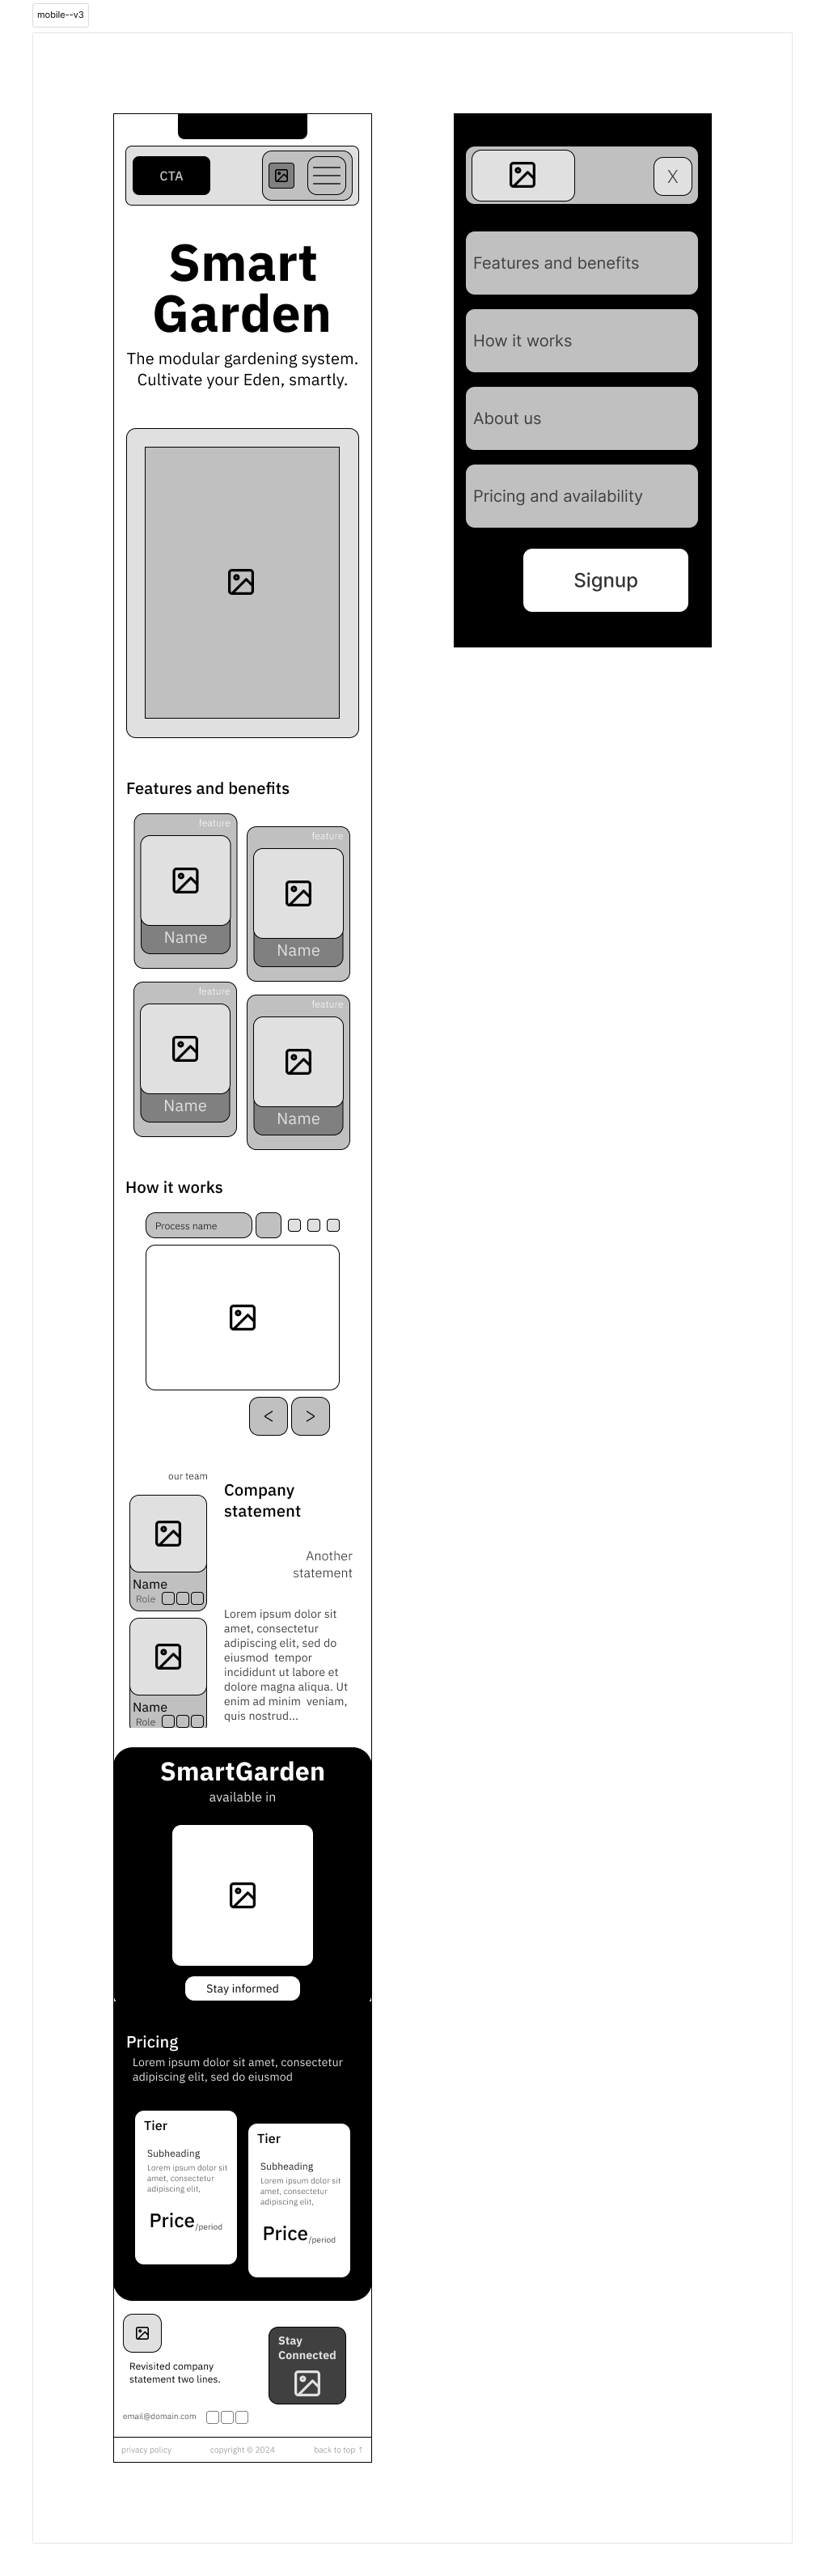 mobile--v3
CTA
Smart
Garden
The modular gardening system.
Cultivate your Eden, smartly.
Features and benefits
feature
Name
feature
Name
feature
Name
feature
Name
How it works
Process name
<
>
our team
Name
Role
Name
Role
Company
statement
Another
statement
Lorem ipsum dolor sit
amet, consectetur
adipiscing elit, sed do
eiusmod  tempor
incididunt ut labore et
dolore magna aliqua. Ut
enim ad minim  veniam,
quis nostrud...
SmartGarden
available in
Stay informed
Pricing
Lorem ipsum dolor sit amet, consectetur
adipiscing elit, sed do eiusmod
Tier
Subheading
Lorem ipsum dolor sit
amet, consectetur
adipiscing elit,
Price/period
Tier
Subheading
Lorem ipsum dolor sit
amet, consectetur
adipiscing elit,
Price/period
Revisited company
statement two lines.
Stay
Connected
email@domain.com
privacy policy
copyright © 2024
back to top ↑
X
Features and benefits
How it works
About us
Pricing and availability
Signup